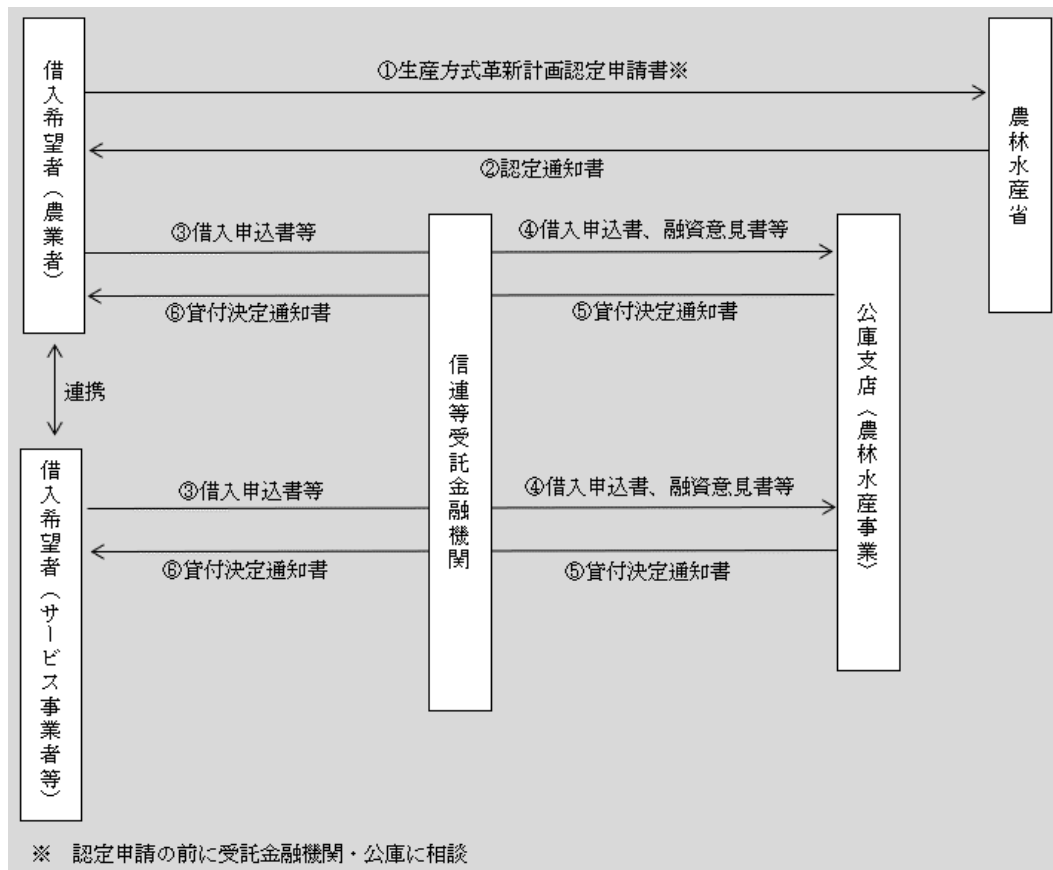 借入希望者（農業者）
①生産方式革新計画認定申請書※
農林水産省
②認定通知書
③借入申込書等
④借入申込書、融資意見書等
⑥貸付決定通知書
⑤貸付決定通知書
信連等受託金融機関
公庫支店（農林水産事業）
連携
借入希望者（サービス事業者等）
③借入申込書等
④借入申込書、融資意見書等
⑥貸付決定通知書
⑤貸付決定通知書
※　認定申請の前に受託金融機関・公庫に相談